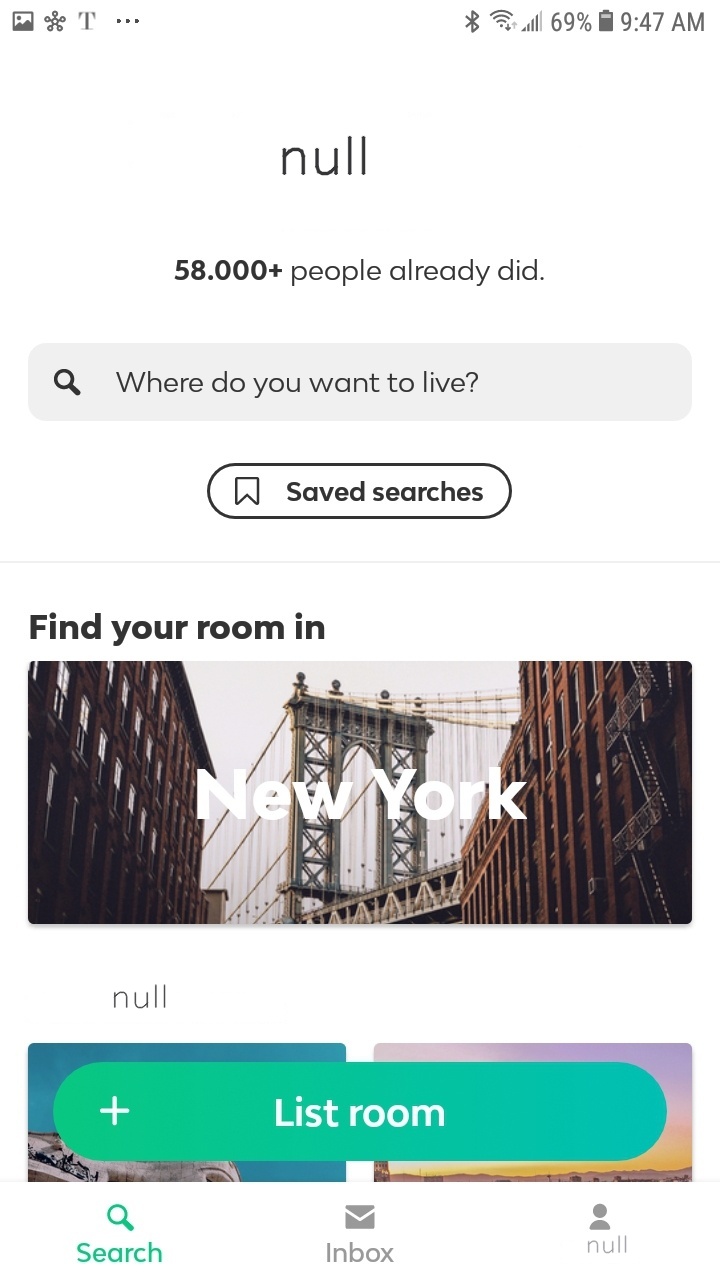 T ... 69% 9:47 AM
null
58.000+ people already did.
Where do you want to live?
Saved searches
Find your room in
New York
null
+ List room
Search Inbox null